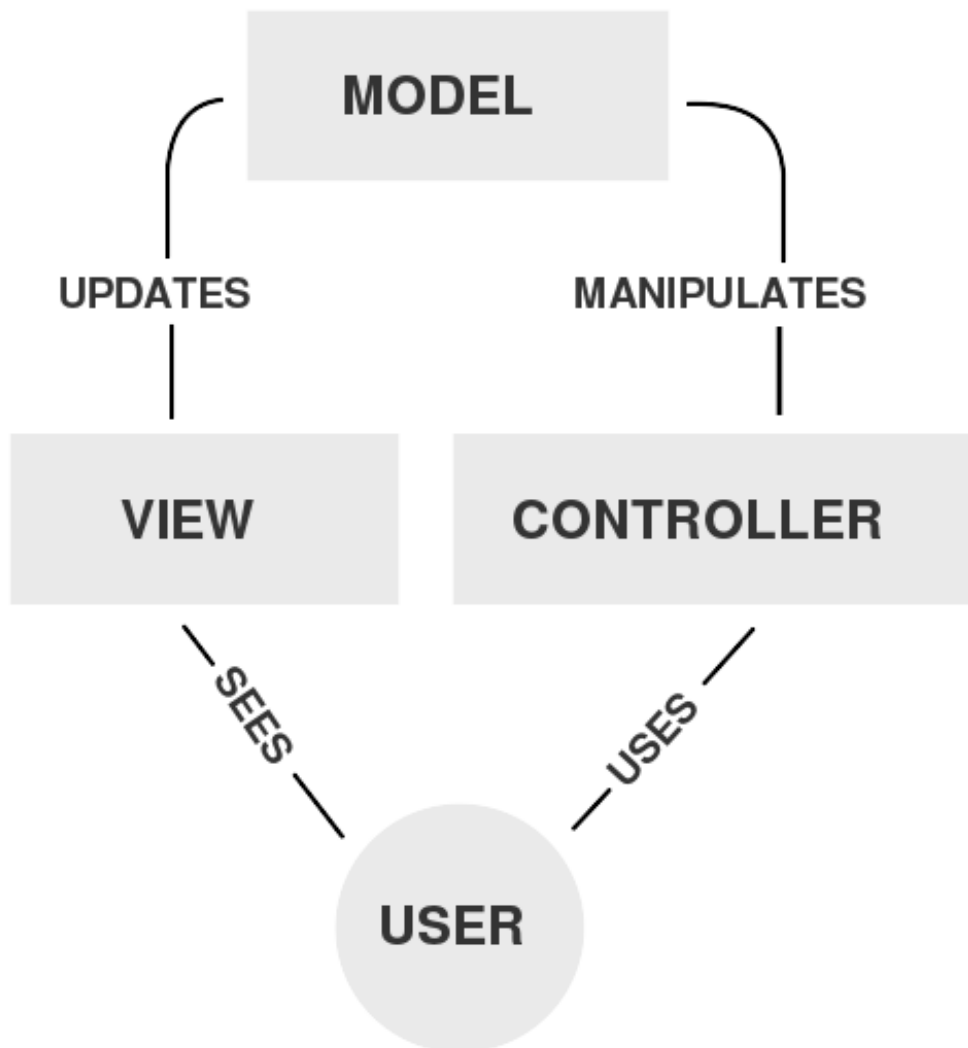 MODEL
UPDATES
MANIPULATES
VIEW
CONTROLLER
SEES
USES
USER